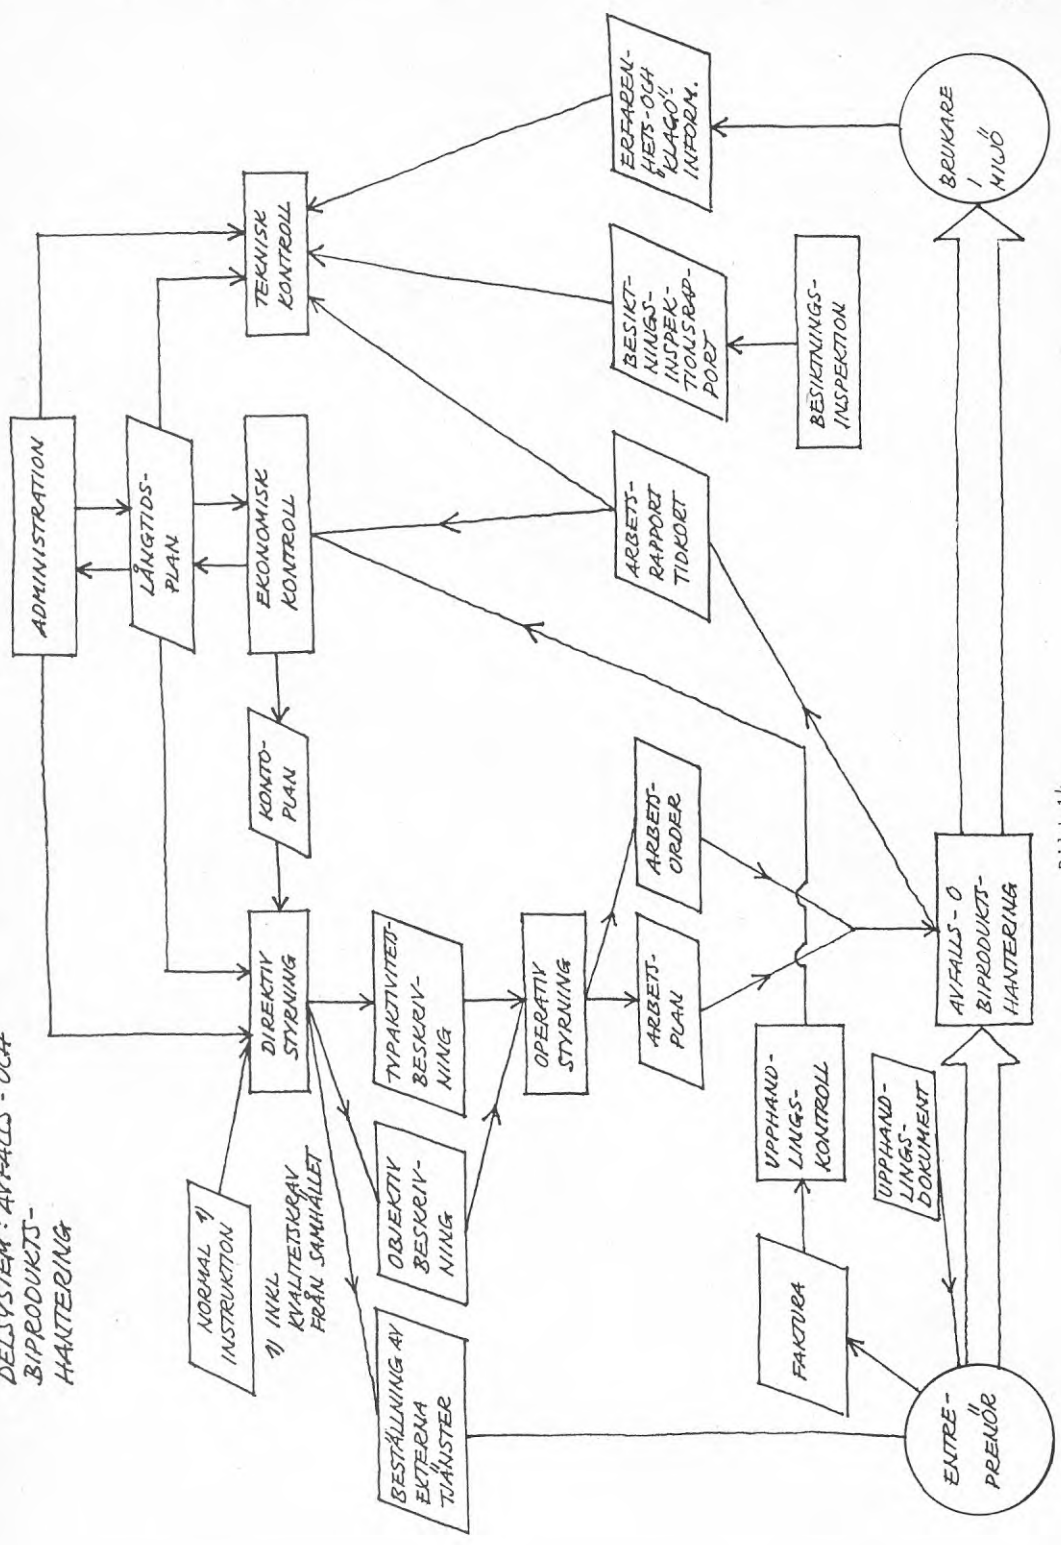 DELSYSTEM: AVFALLS- OCH
BIPRODUKTS-
HANTERING
ADMINISTRATION
LÅNGTIDS-
PLAN
NORMAL 1)
INSTRUKTION
1) INKL
KVALITETSKRAV
FRÅN SAMHÄLLET
DIREKTIV
STYRNING
KONTO-
PLAN
EKONOMISK
KONTROLL
TEKNISK
KONTROLL
BESTÄLLNING AV
EXTERNA
TJÄNSTER
OBJEKTIV
BESKRIV-
NING
TYPAKTIVITETS-
BESKRIV-
NING
OPERATIV
STYRNING
ARBETS-
PLAN
ARBETS-
ORDER
ARBETS-
RAPPORT
TIDKORT
BESIKT-
NINGS-
INSPEK-
TIONSRAP-
PORT
ERFAREN-
HETS- OCH
"KLAGO"-
INFORM.
FAKTURA
UPPHAND-
LINGS-
KONTROLL
BESIKTNINGS-
INSPEKTION
UPPHAND-
LINGS-
DOKUMENT
ENTRE-
PRENÖR
AVFALLS- O
BIPRODUKTS-
HANTERING
BRUKARE
I
MILJÖ